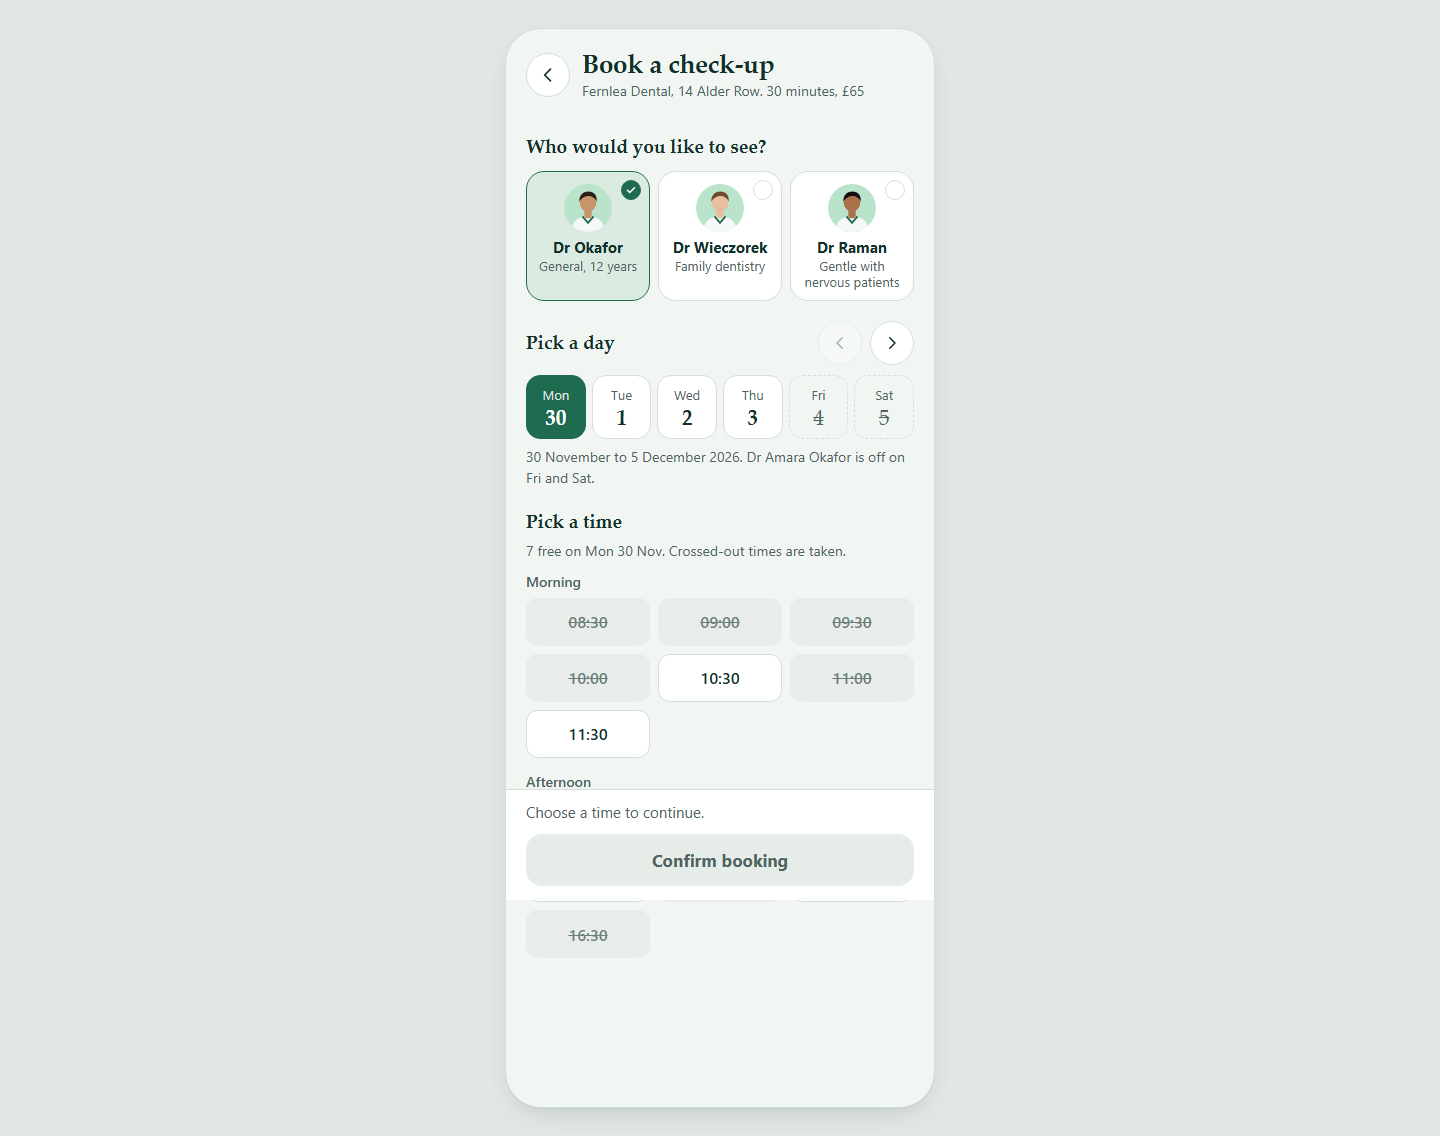 Book a check-up
Fernlea Dental, 14 Alder Row. 30 minutes, £65
Who would you like to see?
Dr Okafor
General, 12 years
Dr Wieczorek
Family dentistry
Dr Raman
Gentle with
nervous patients
Pick a day
Mon
30
Tue
1
Wed
2
Thu
3
Fri
4
Sat
5
30 November to 5 December 2026. Dr Amara Okafor is off on
Fri and Sat.
Pick a time
7 free on Mon 30 Nov. Crossed-out times are taken.
Morning
08:30
09:00
09:30
10:00
10:30
11:00
11:30
Afternoon
Choose a time to continue.
Confirm booking
16:30